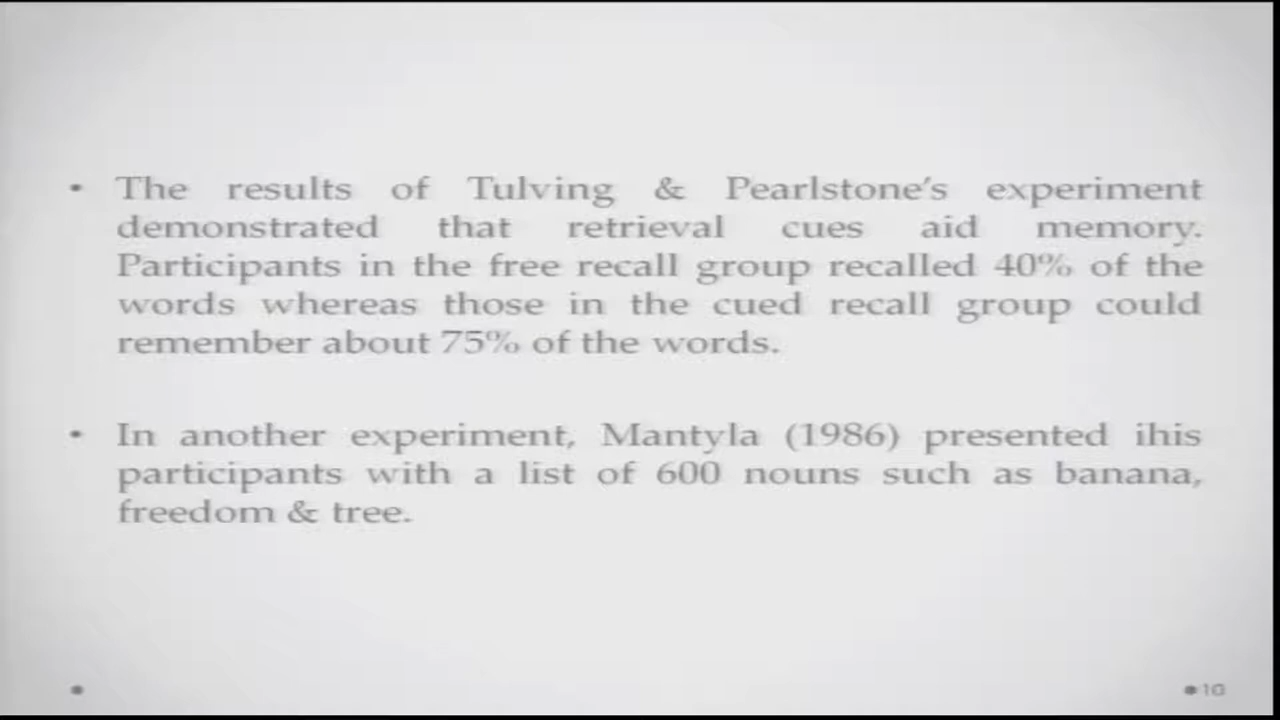 • The results of Tulving & Pearlstone's experiment
demonstrated that retrieval cues aid memory.
Participants in the free recall group recalled 40% of the
words whereas those in the cued recall group could
remember about 75% of the words.
• In another experiment, Mantyla (1986) presented ihis
participants with a list of 600 nouns such as banana,
freedom & tree.
10